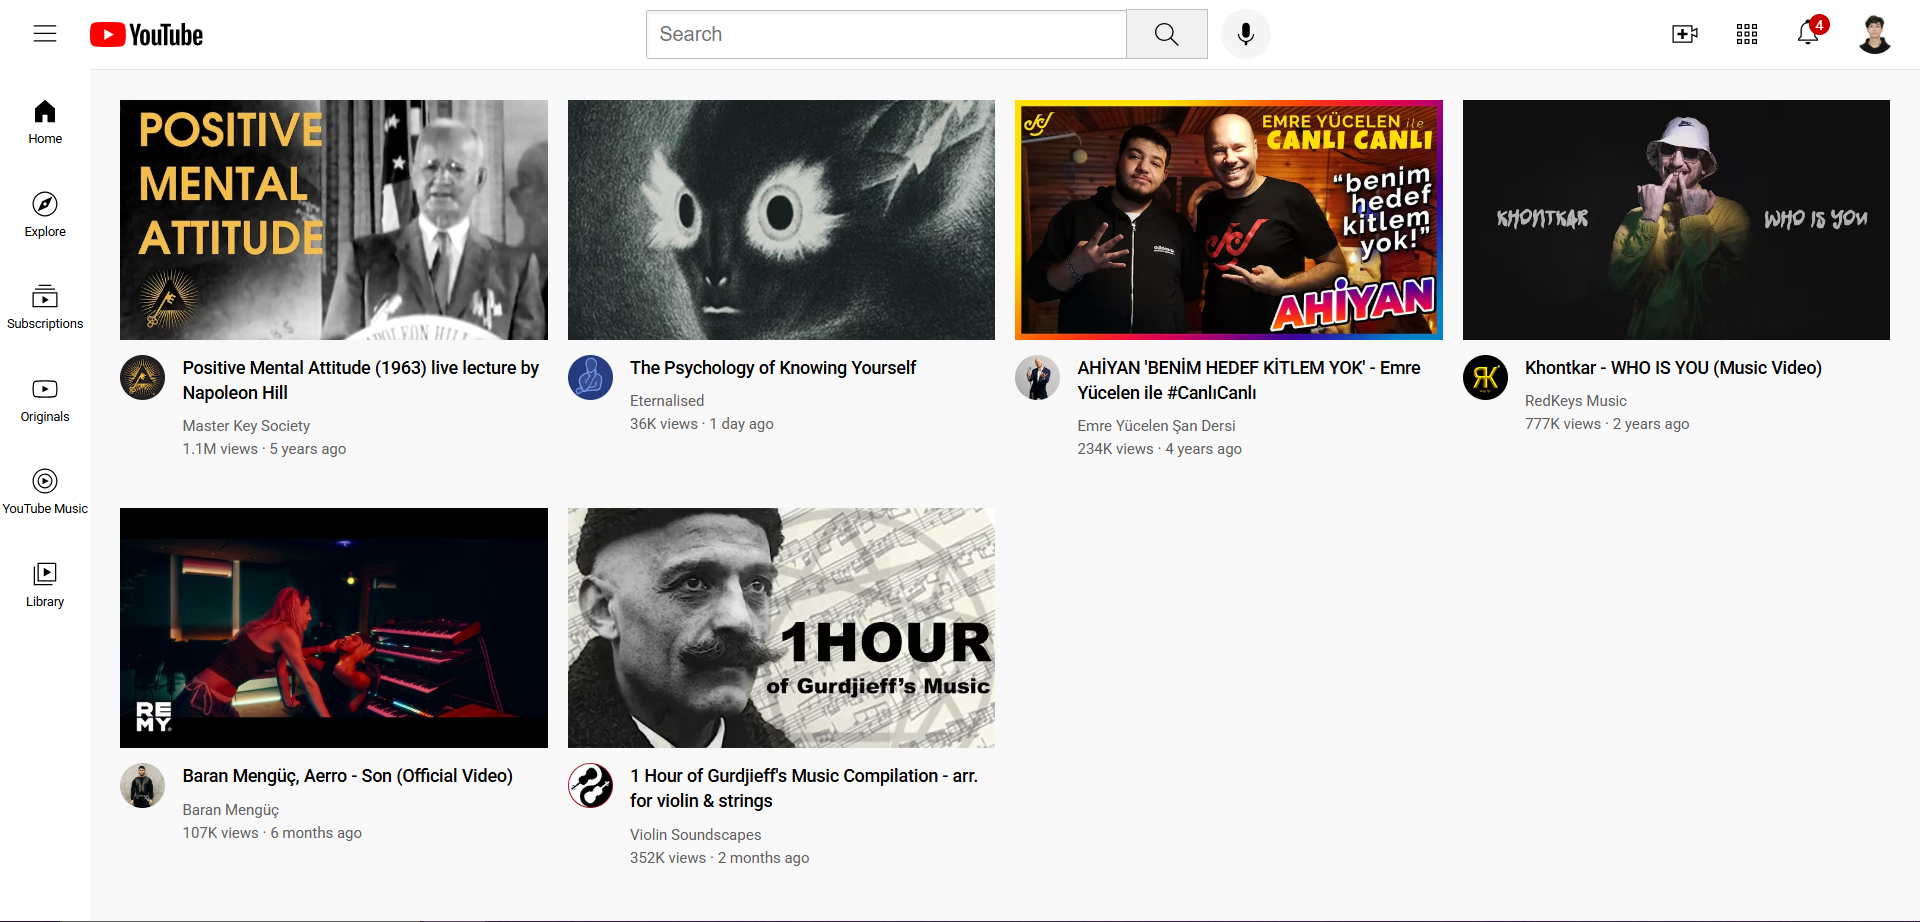 YouTube
Search
4
Home
Explore
Subscriptions
Originals
YouTube Music
Library
POSITIVE
MENTAL
ATTITUDE
EMRE YÜCELEN ile
CANLI CANLI
“benim
hedef
kitlem
yok!”
AHİYAN
KHONTKAR
WHO IS YOU
Positive Mental Attitude (1963) live lecture by
Napoleon Hill
Master Key Society
1.1M views · 5 years ago
The Psychology of Knowing Yourself
Eternalised
36K views · 1 day ago
AHİYAN 'BENİM HEDEF KİTLEM YOK' - Emre
Yücelen ile #CanlıCanlı
Emre Yücelen Şan Dersi
234K views · 4 years ago
RK
Khontkar - WHO IS YOU (Music Video)
RedKeys Music
777K views · 2 years ago
RE
MY.
1HOUR
of Gurdjieff's Music
Baran Mengüç, Aerro - Son (Official Video)
Baran Mengüç
107K views · 6 months ago
1 Hour of Gurdjieff's Music Compilation - arr.
for violin & strings
Violin Soundscapes
352K views · 2 months ago